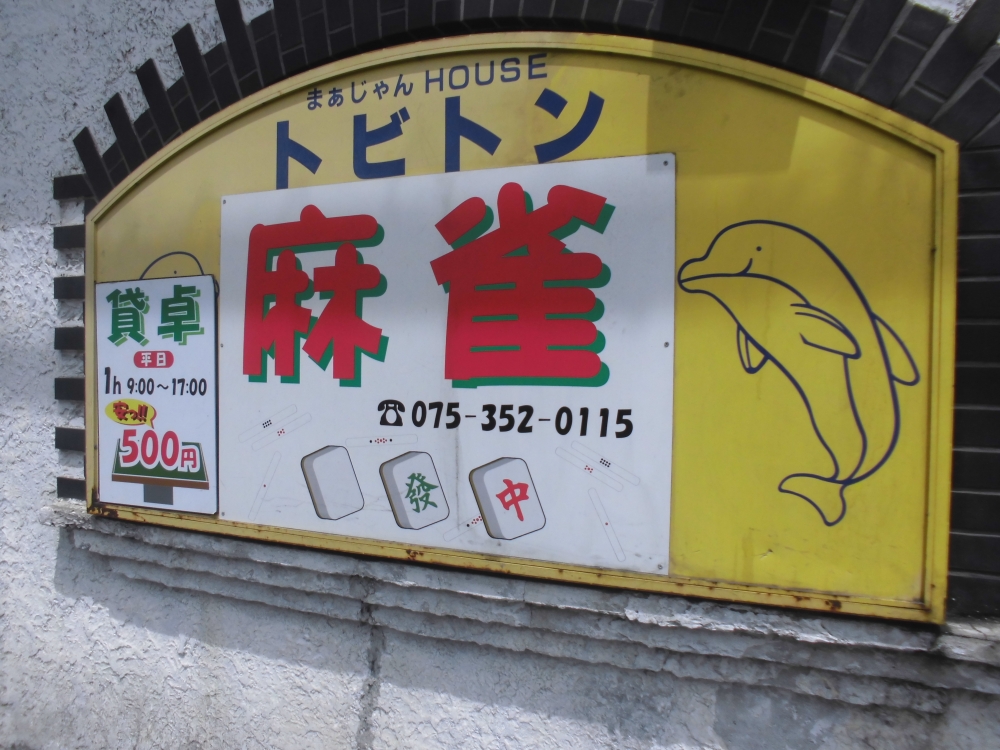 まぁじゃん HOUSE
トビトン
麻雀
☎075-352-0115
發
中
貸卓
平日
1h 9:00～17:00
安っ!!
500円